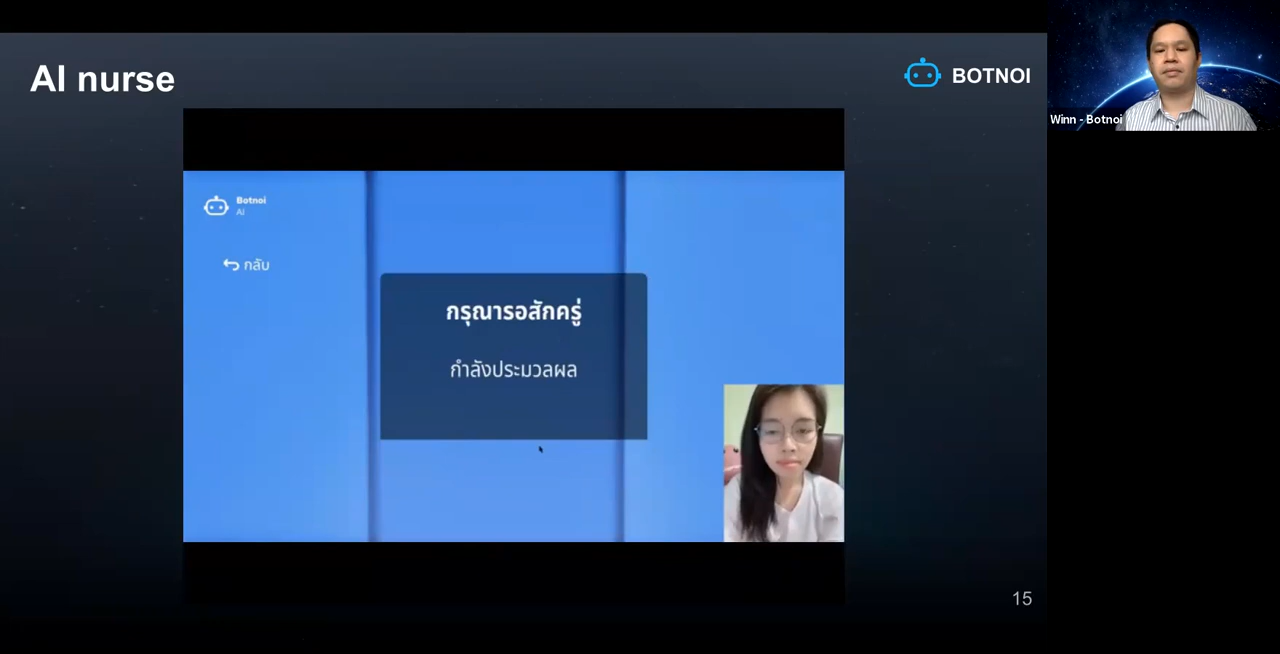 AI nurse
BOTNOI
Winn - Botnoi
Botnoi
AI
กลับ
กรุณารอสักครู่
กำลังประมวลผล
15